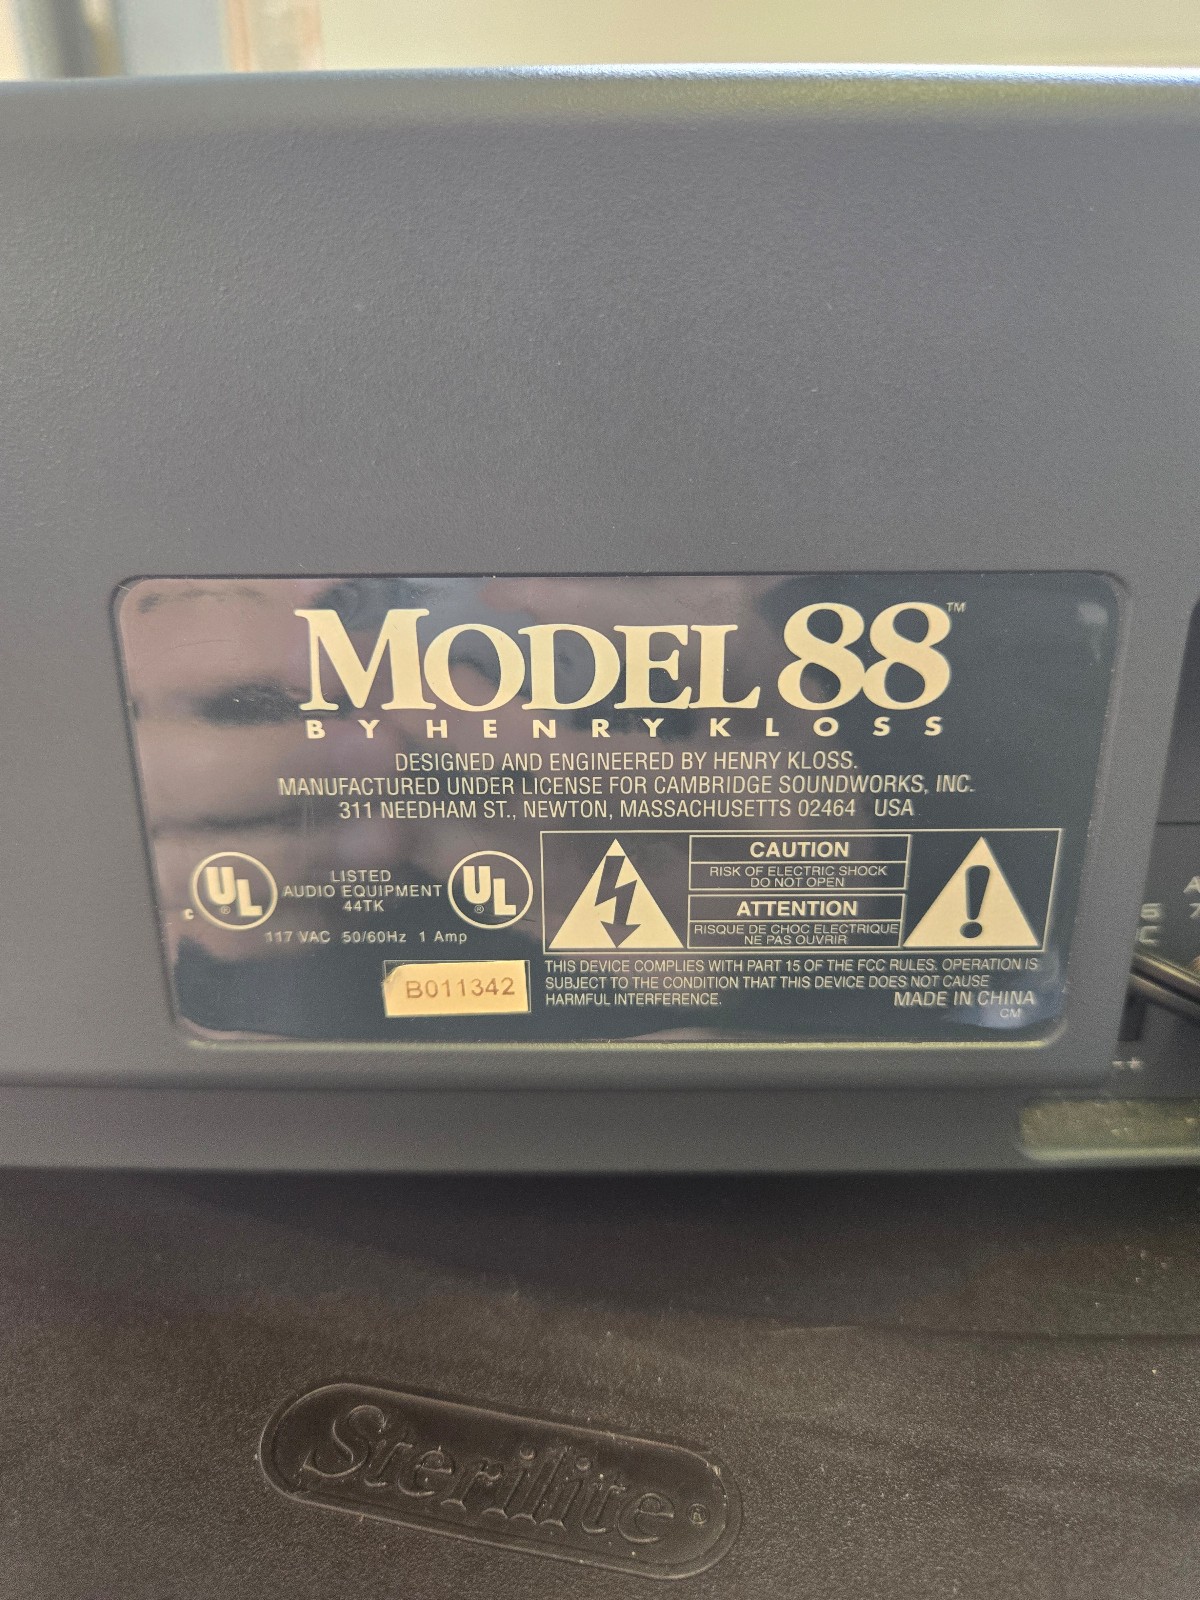 MODEL 88™
BY HENRY KLOSS
DESIGNED AND ENGINEERED BY HENRY KLOSS.
MANUFACTURED UNDER LICENSE FOR CAMBRIDGE SOUNDWORKS, INC.
311 NEEDHAM ST., NEWTON, MASSACHUSETTS 02464 USA
C UL ®
LISTED
AUDIO EQUIPMENT
44TK
UL ®
117 VAC 50/60Hz 1 Amp
B011342
CAUTION
RISK OF ELECTRIC SHOCK
DO NOT OPEN
ATTENTION
RISQUE DE CHOC ELECTRIQUE
NE PAS OUVRIR
!
THIS DEVICE COMPLIES WITH PART 15 OF THE FCC RULES. OPERATION IS
SUBJECT TO THE CONDITION THAT THIS DEVICE DOES NOT CAUSE
HARMFUL INTERFERENCE.
MADE IN CHINA
CM
Sterilite®